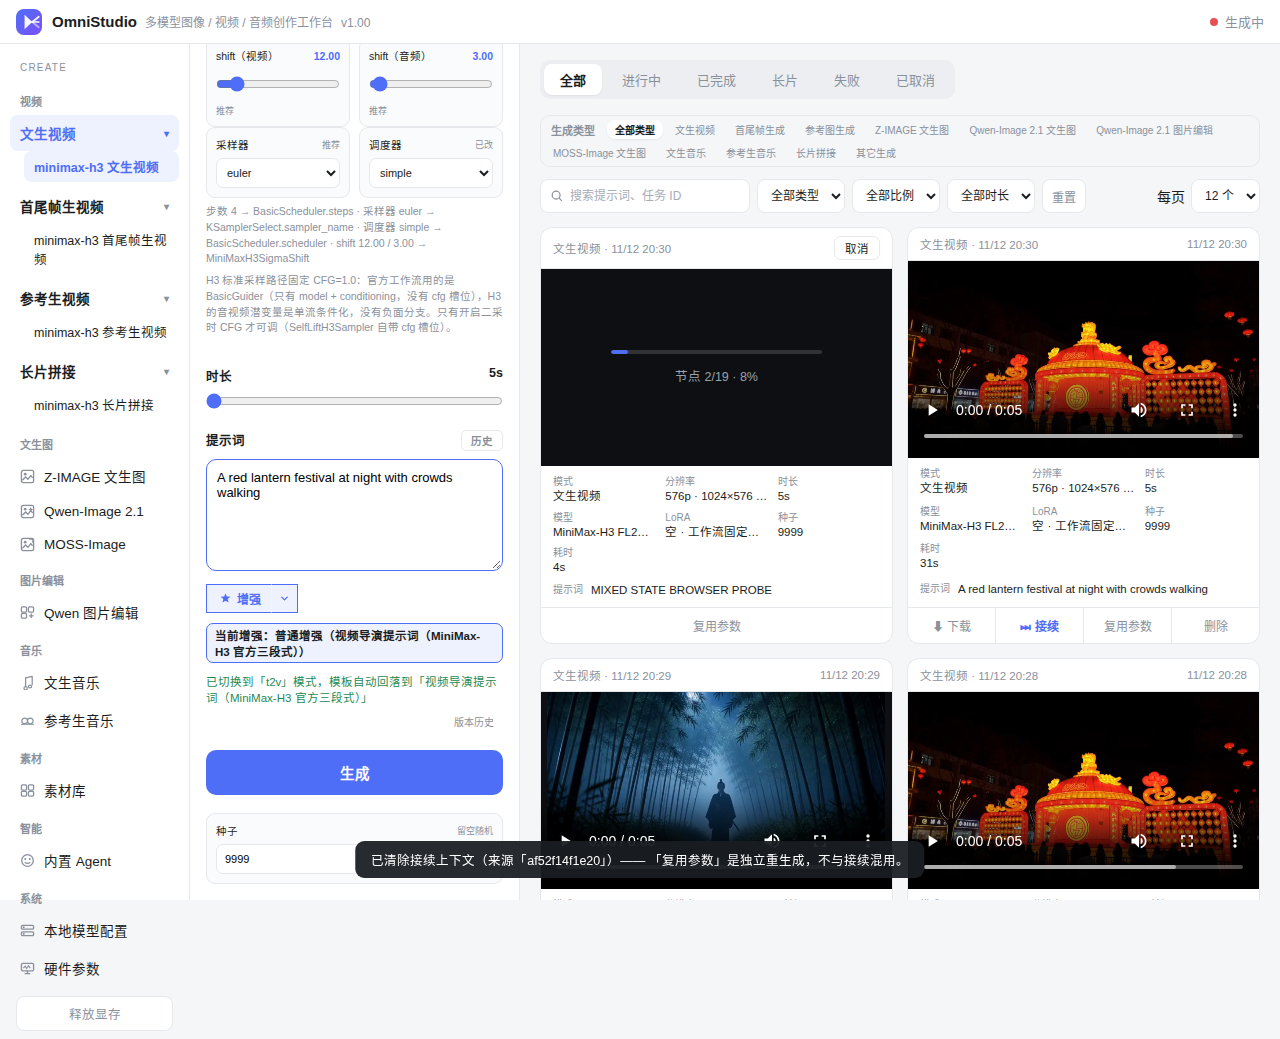 OmniStudio 多模型图像 / 视频 / 音频创作工作台 v1.00
生成中
CREATE
视频
文生视频
minimax-h3 文生视频
首尾帧生视频
minimax-h3 首尾帧生视
频
参考生视频
minimax-h3 参考生视频
长片拼接
minimax-h3 长片拼接
文生图
Z-IMAGE 文生图
Qwen-Image 2.1
MOSS-Image
图片编辑
Qwen 图片编辑
音乐
文生音乐
参考生音乐
素材
素材库
智能
内置 Agent
系统
本地模型配置
硬件参数
释放显存
shift（视频） 12.00
推荐
shift（音频） 3.00
推荐
采样器 推荐
euler
调度器 已改
simple
步数 4 → BasicScheduler.steps · 采样器 euler →
KSamplerSelect.sampler_name · 调度器 simple →
BasicScheduler.scheduler · shift 12.00 / 3.00 →
MiniMaxH3SigmaShift
H3 标准采样路径固定 CFG=1.0：官方工作流用的是
BasicGuider（只有 model + conditioning，没有 cfg 槽位），H3
的音视频潜变量是单流条件化，没有负面分支。只有开启二采
时 CFG 才可调（SelfLiftH3Sampler 自带 cfg 槽位）。
时长 5s
提示词 历史
A red lantern festival at night with crowds
walking
增强
当前增强：普通增强（视频导演提示词（MiniMax-
H3 官方三段式））
已切换到「t2v」模式，模板自动回落到「视频导演提示
词（MiniMax-H3 官方三段式）」
版本历史
生成
种子 留空随机
9999
全部 进行中 已完成 长片 失败 已取消
生成类型 全部类型 文生视频 首尾帧生成 参考图生成 Z-IMAGE 文生图 Qwen-Image 2.1 文生图 Qwen-Image 2.1 图片编辑
MOSS-Image 文生图 文生音乐 参考生音乐 长片拼接 其它生成
搜索提示词、任务 ID 全部类型 全部比例 全部时长 重置 每页 12 个
文生视频 · 11/12 20:30 取消
节点 2/19 · 8%
模式 分辨率 时长
文生视频 576p · 1024×576 ... 5s
模型 LoRA 种子
MiniMax-H3 FL2... 空 · 工作流固定... 9999
耗时
4s
提示词 MIXED STATE BROWSER PROBE
复用参数
文生视频 · 11/12 20:30 11/12 20:30
0:00 / 0:05
模式 分辨率 时长
文生视频 576p · 1024×576 ... 5s
模型 LoRA 种子
MiniMax-H3 FL2... 空 · 工作流固定... 9999
耗时
31s
提示词 A red lantern festival at night with crowds walking
下载 接续 复用参数 删除
文生视频 · 11/12 20:29 11/12 20:29
0:00 / 0:05
文生视频 · 11/12 20:28 11/12 20:28
0:00 / 0:05
已清除接续上下文（来源「af52f14f1e20」）—— 「复用参数」是独立重生成，不与接续混用。